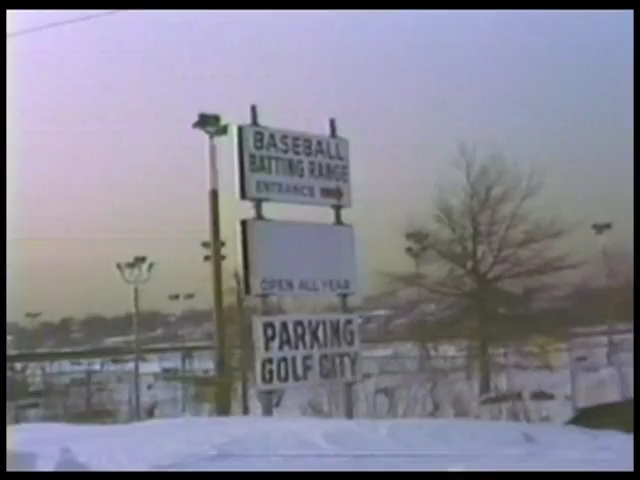 BASEBALL
BATTING RANGE
ENTRANCE
OPEN ALL YEAR
PARKING
GOLF CITY